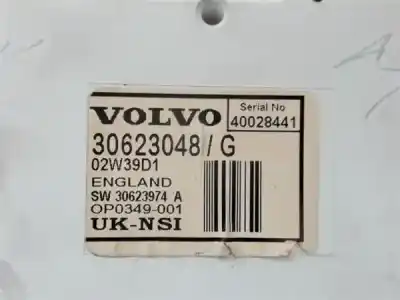 VOLVO
Serial No
40028441
30623048/G
02W39D1
ENGLAND
SW 30623974 A
OP0349-001
UK-NSI